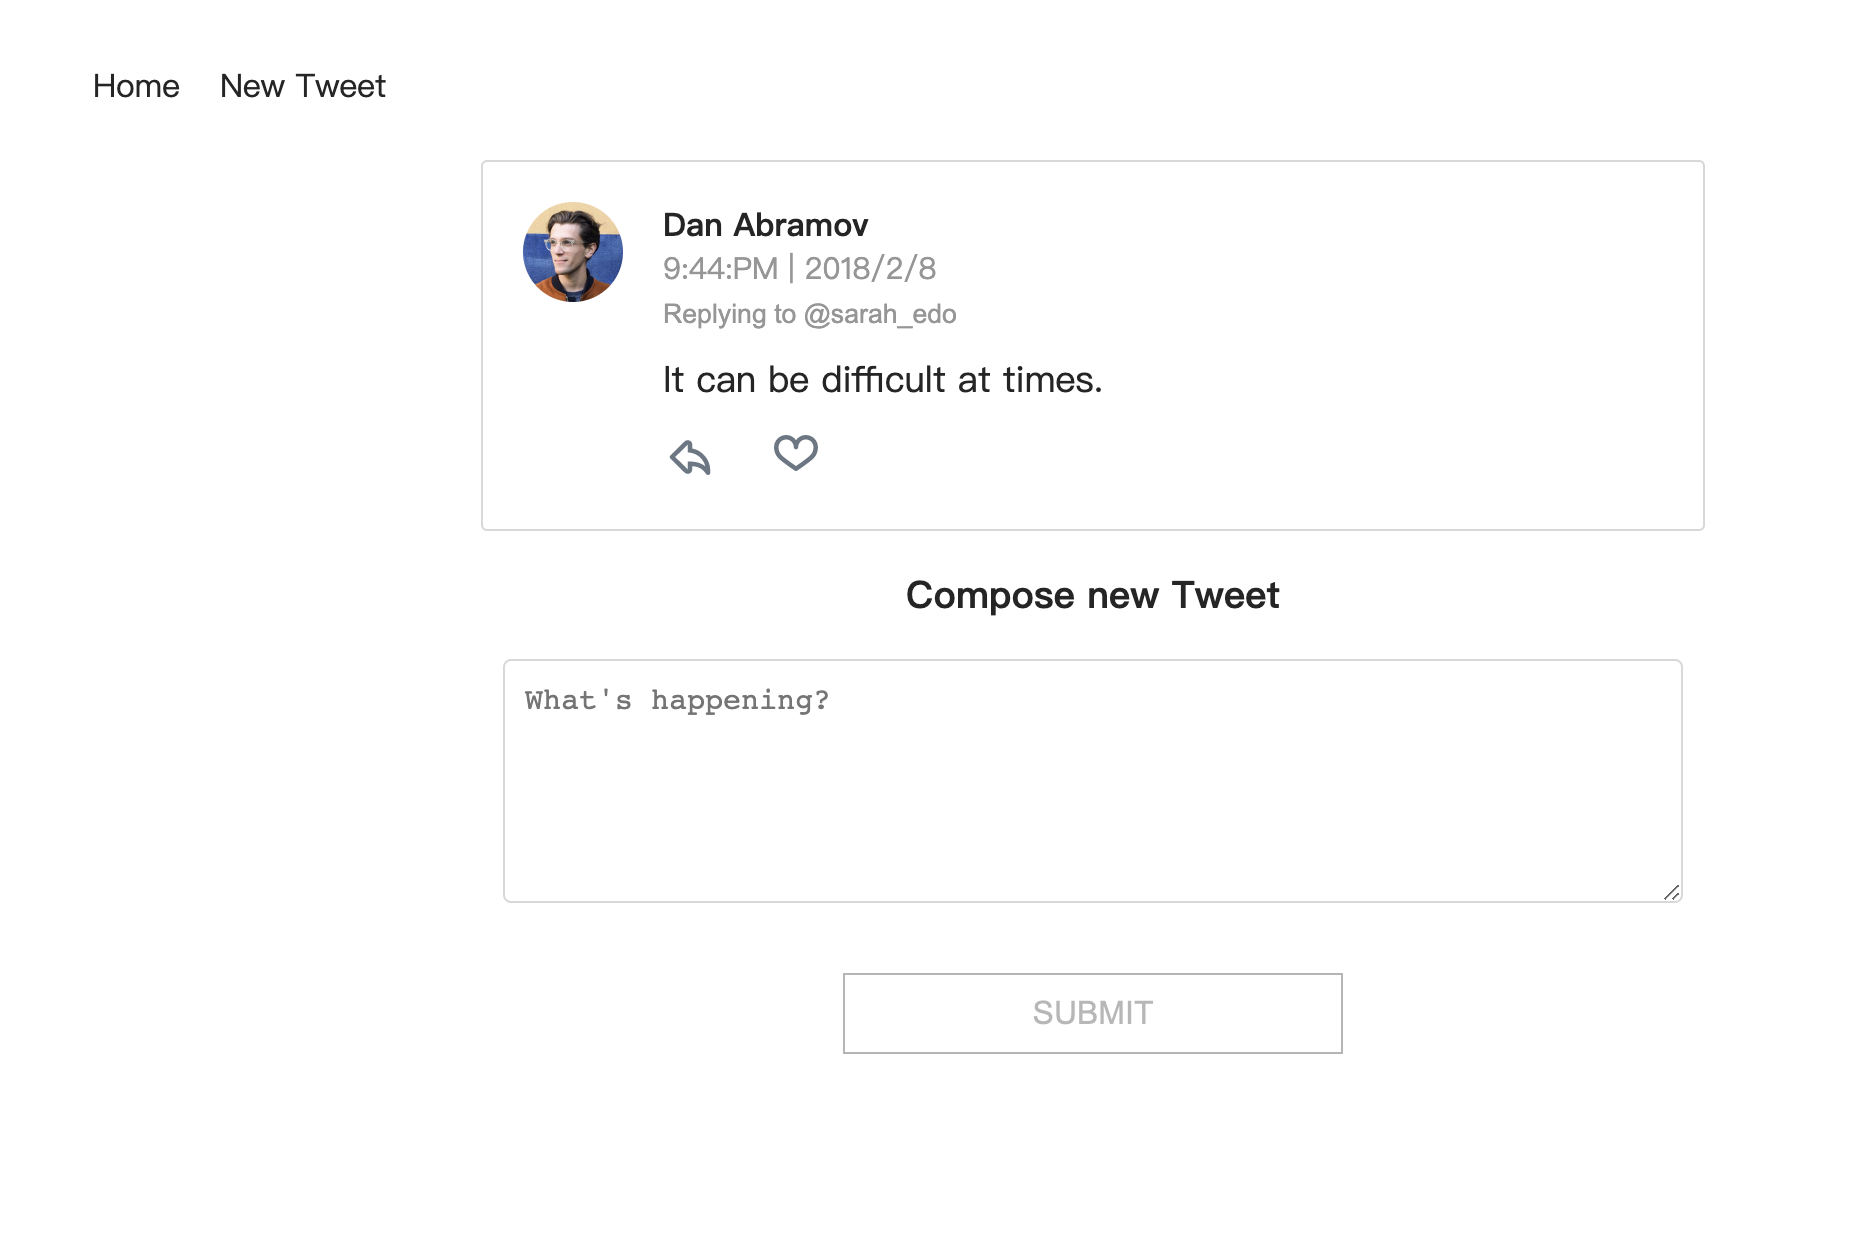 Home New Tweet
Dan Abramov
9:44:PM | 2018/2/8
Replying to @sarah_edo
It can be difficult at times.
Compose new Tweet
What's happening?
SUBMIT